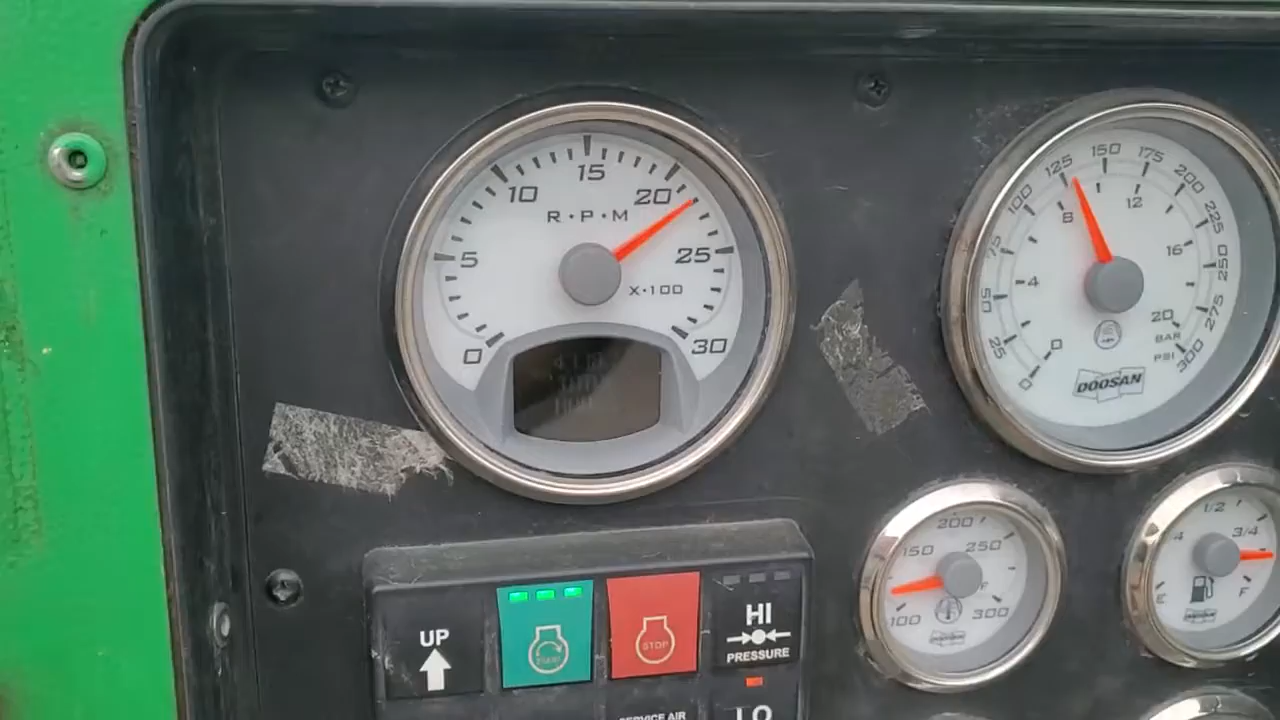 0
5
10
15
20
25
30
R·P·M
X·100
0
25
50
75
100
125
150
175
200
225
250
275
300
0
4
8
12
16
20
BAR
PSI
DOOSAN
100
150
200
250
300
F
DOOSAN
E
1/2
3/4
F
DOOSAN
UP
START
STOP
HI
PRESSURE
SERVICE AIR
LO